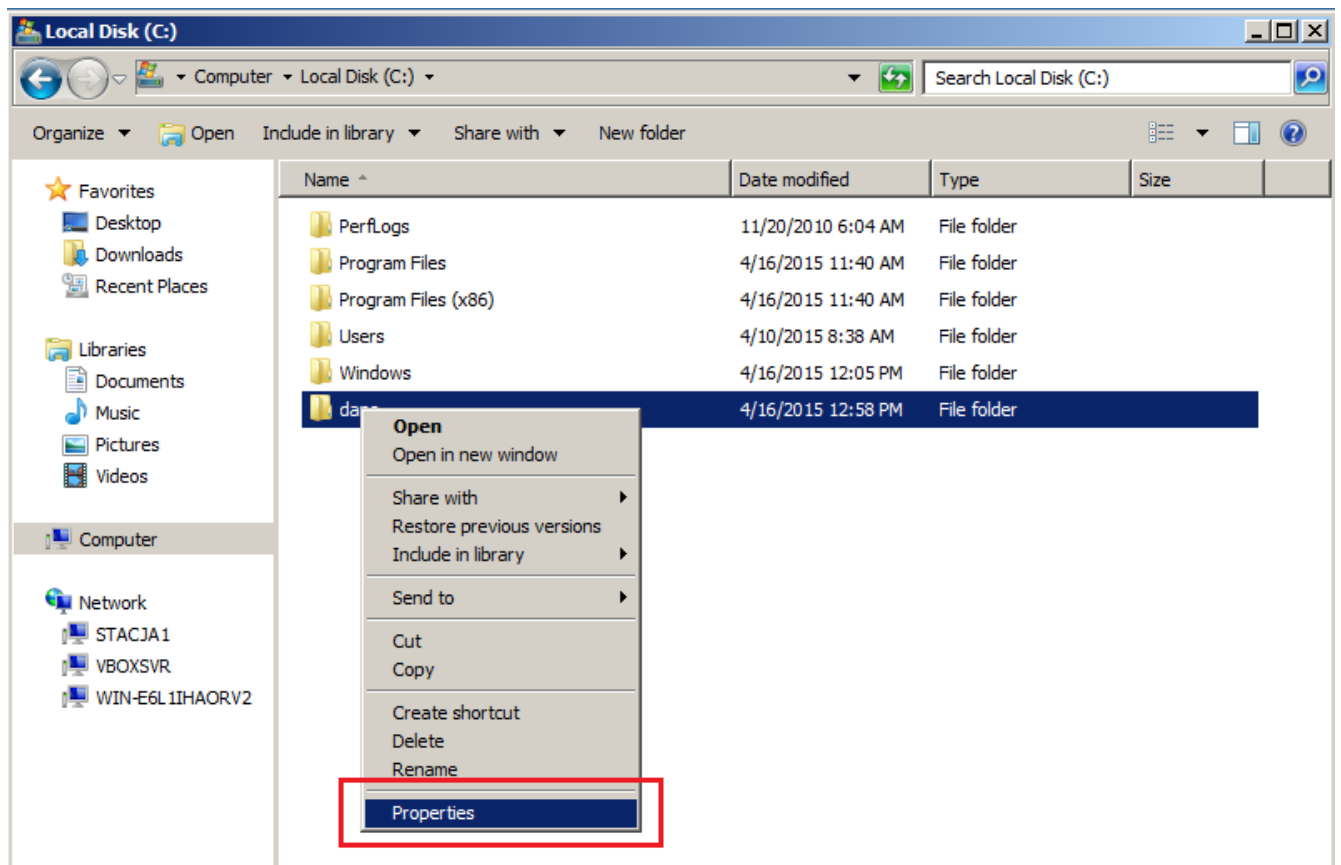 Local Disk (C:)
Computer Local Disk (C:) Search Local Disk (C:)
Organize Open Include in library Share with New folder
Favorites
Desktop
Downloads
Recent Places
Libraries
Documents
Music
Pictures
Videos
Computer
Network
STACJA1
VBOXSVR
WIN-E6L1IHAORV2
Name Date modified Type Size
PerfLogs 11/20/2010 6:04 AM File folder
Program Files 4/16/2015 11:40 AM File folder
Program Files (x86) 4/16/2015 11:40 AM File folder
Users 4/10/2015 8:38 AM File folder
Windows 4/16/2015 12:05 PM File folder
4/16/2015 12:58 PM File folder
Open
Open in new window
Share with
Restore previous versions
Include in library
Send to
Cut
Copy
Create shortcut
Delete
Rename
Properties